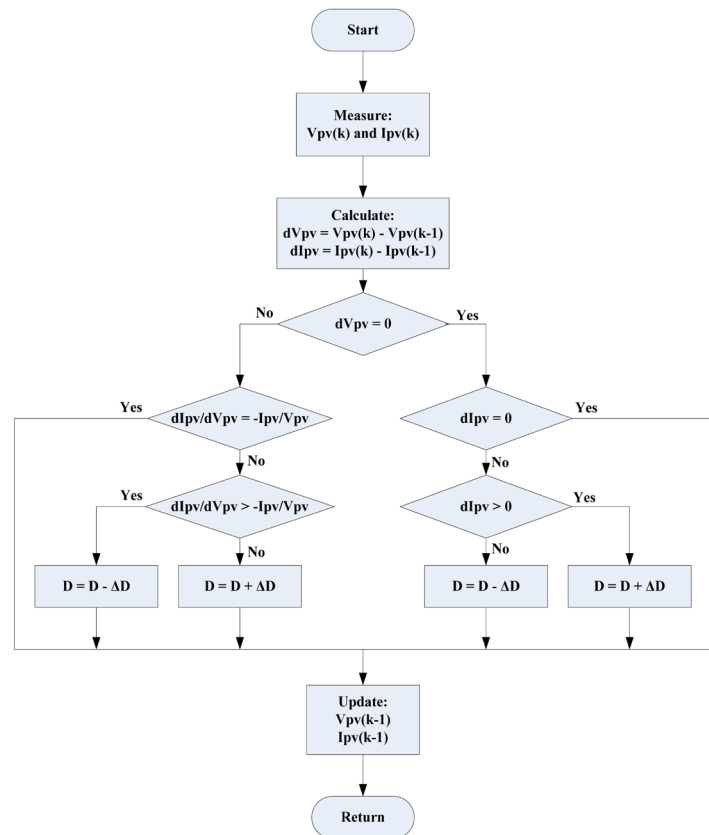 Start
Measure:
Vpv(k) and Ipv(k)
Calculate:
dVpv = Vpv(k) - Vpv(k-1)
dIpv = Ipv(k) - Ipv(k-1)
No
dVpv = 0
Yes
Yes
dIpv/dVpv = -Ipv/Vpv
dIpv = 0
Yes
No
No
Yes
dIpv/dVpv > -Ipv/Vpv
dIpv > 0
Yes
No
No
D = D - ΔD
D = D + ΔD
D = D - ΔD
D = D + ΔD
Update:
Vpv(k-1)
Ipv(k-1)
Return